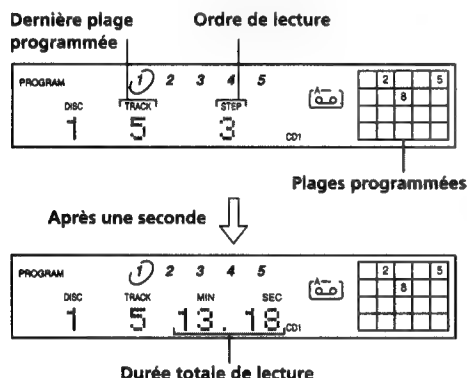 Dernière plage programmée
Ordre de lecture
PROGRAM 1 2 3 4 5
DISC TRACK STEP
1 5 3 CD1
A
2 5
8
Plages programmées
Après une seconde
PROGRAM 1 2 3 4 5
DISC TRACK MIN SEC
1 5 13.18 CD1
A
2 5
8
Durée totale de lecture